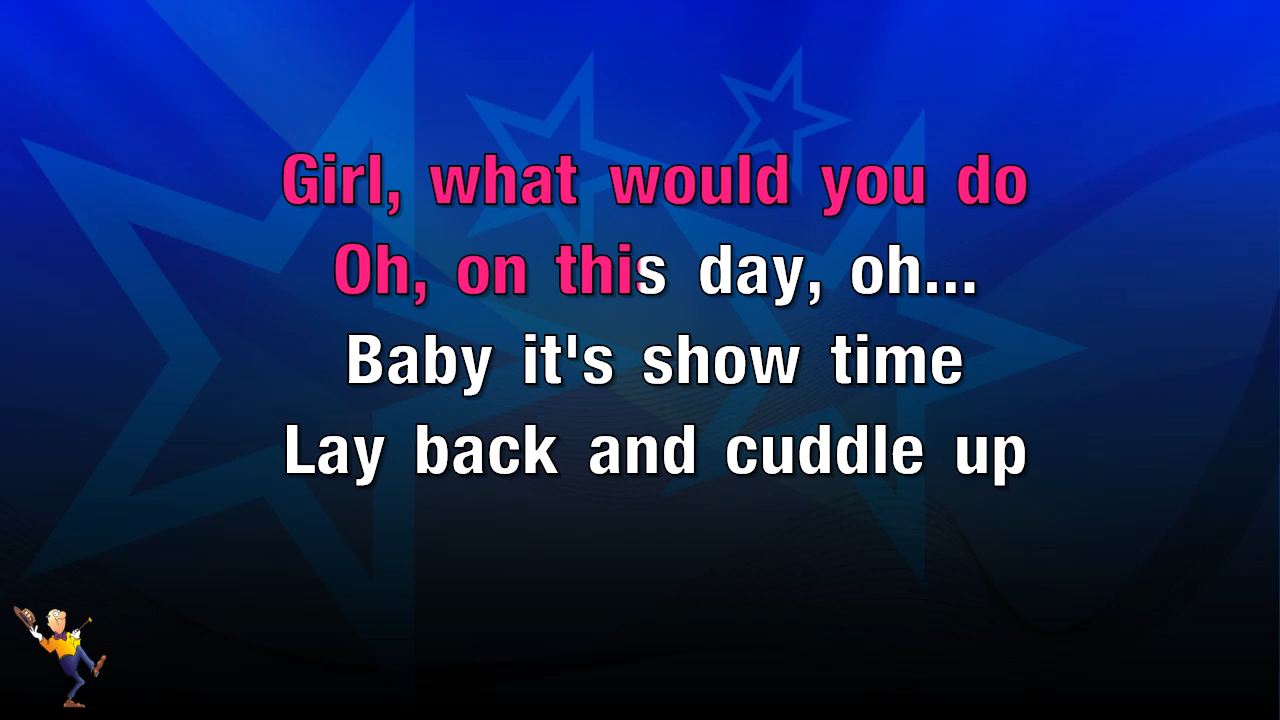 Girl, what would you do
Oh, on this day, oh...
Baby it's show time
Lay back and cuddle up